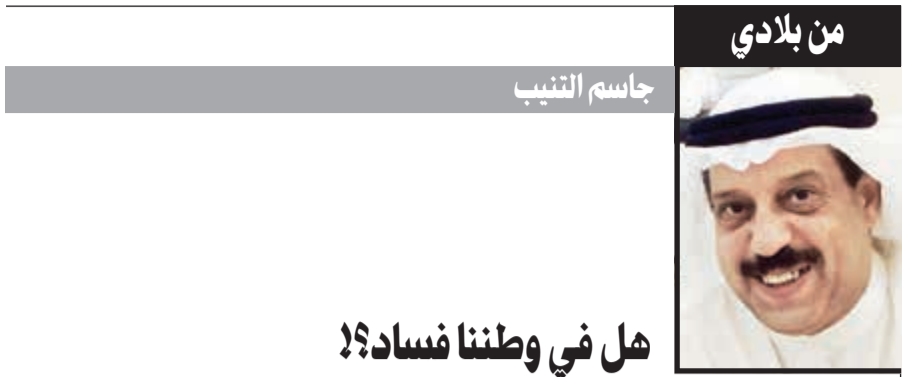 من بلادي
جاسم التنيب
هل في وطننا فساد؟!